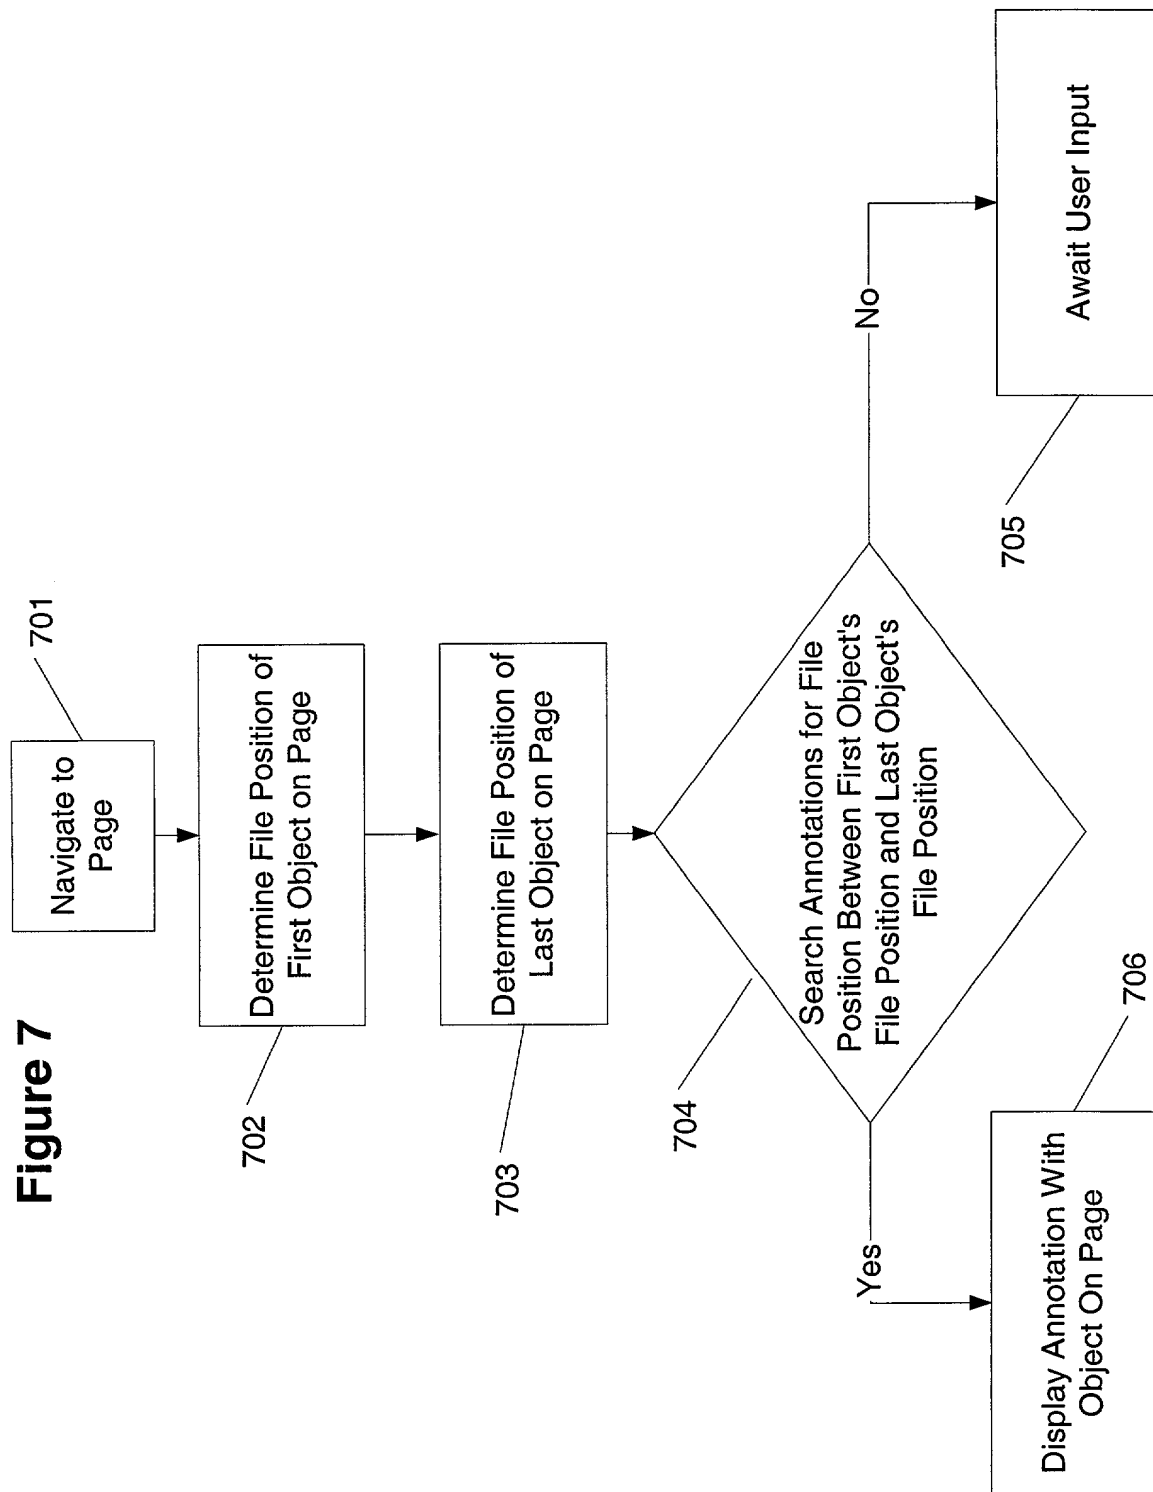 Figure 7
Navigate to
Page
701
Determine File Position of
First Object on Page
702
Determine File Position of
Last Object on Page
703
Search Annotations for File
Position Between First Object's
File Position and Last Object's
File Position
704
Yes
No
Display Annotation With
Object On Page
706
Await User Input
705